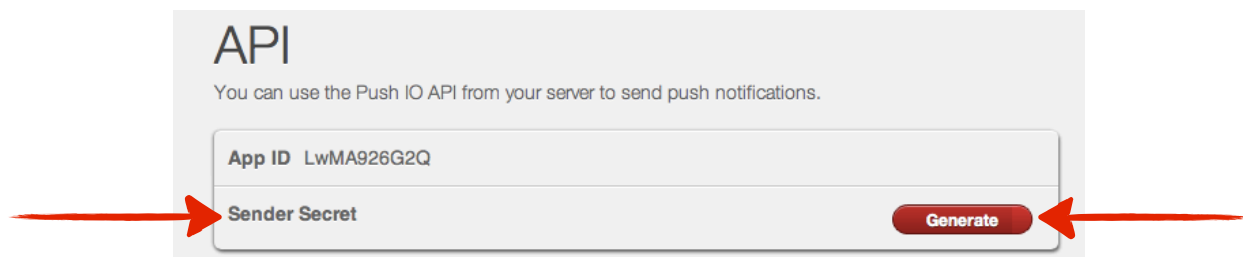 API
You can use the Push IO API from your server to send push notifications.
App ID LwMA926G2Q
Sender Secret Generate